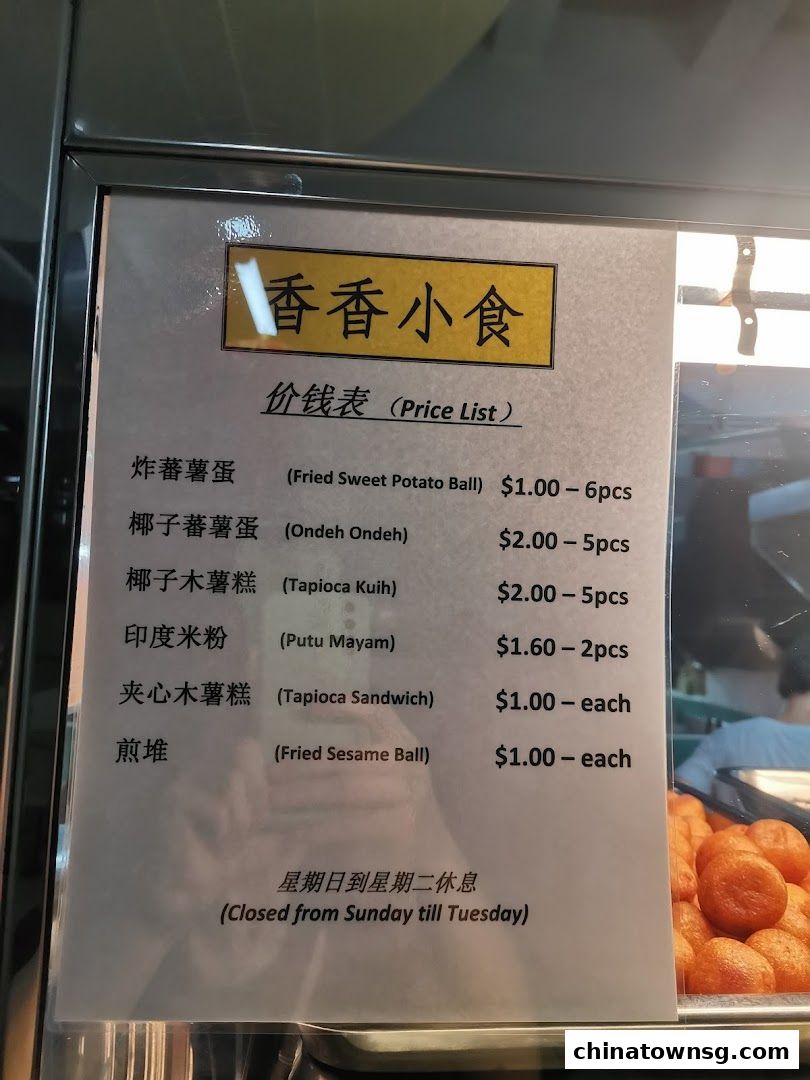 香香小食
价钱表 （Price List）
炸蕃薯蛋 (Fried Sweet Potato Ball) $1.00 – 6pcs
椰子蕃薯蛋 (Ondeh Ondeh) $2.00 – 5pcs
椰子木薯糕 (Tapioca Kuih) $2.00 – 5pcs
印度米粉 (Putu Mayam) $1.60 – 2pcs
夹心木薯糕 (Tapioca Sandwich) $1.00 – each
煎堆 (Fried Sesame Ball) $1.00 – each
星期日到星期二休息
(Closed from Sunday till Tuesday)
chinatownsg.com